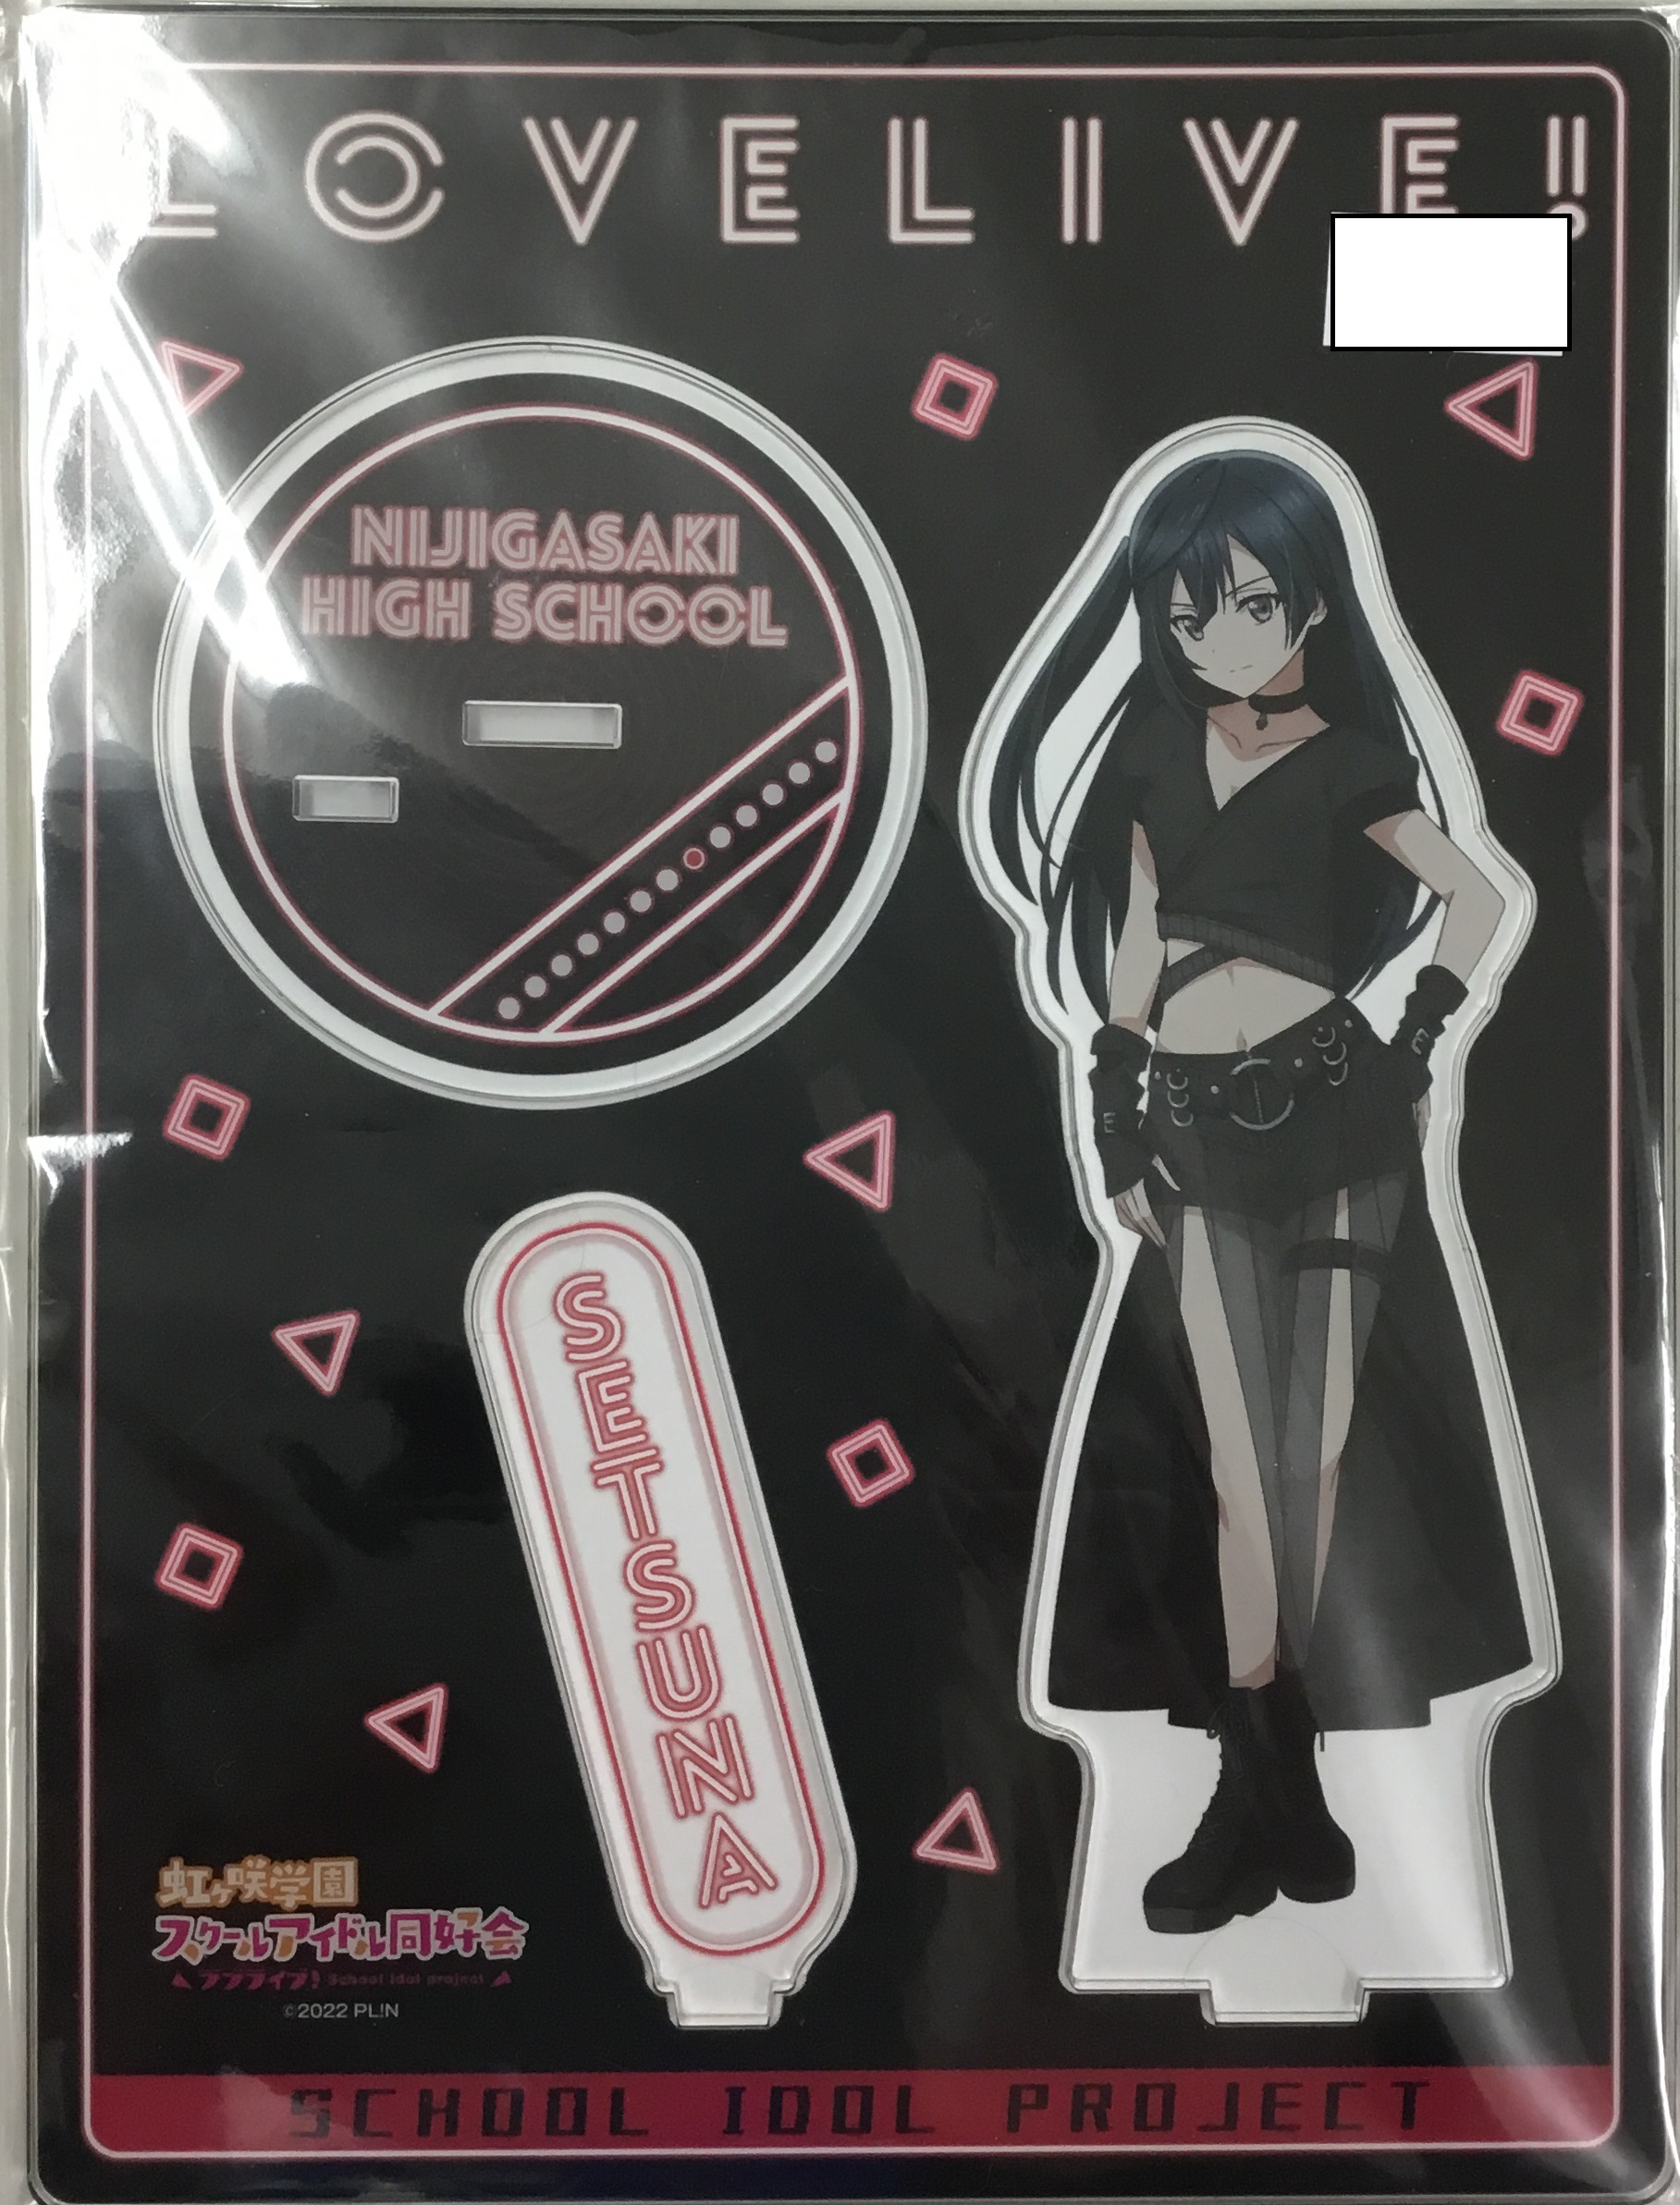 LOVELIVE!
NIJIGASAKI
HIGH SCHOOL
SETSUNA
虹ヶ咲学園
スクールアイドル同好会
ラブライブ! School idol project
©2022 PL!N
SCHOOL IDOL PROJECT